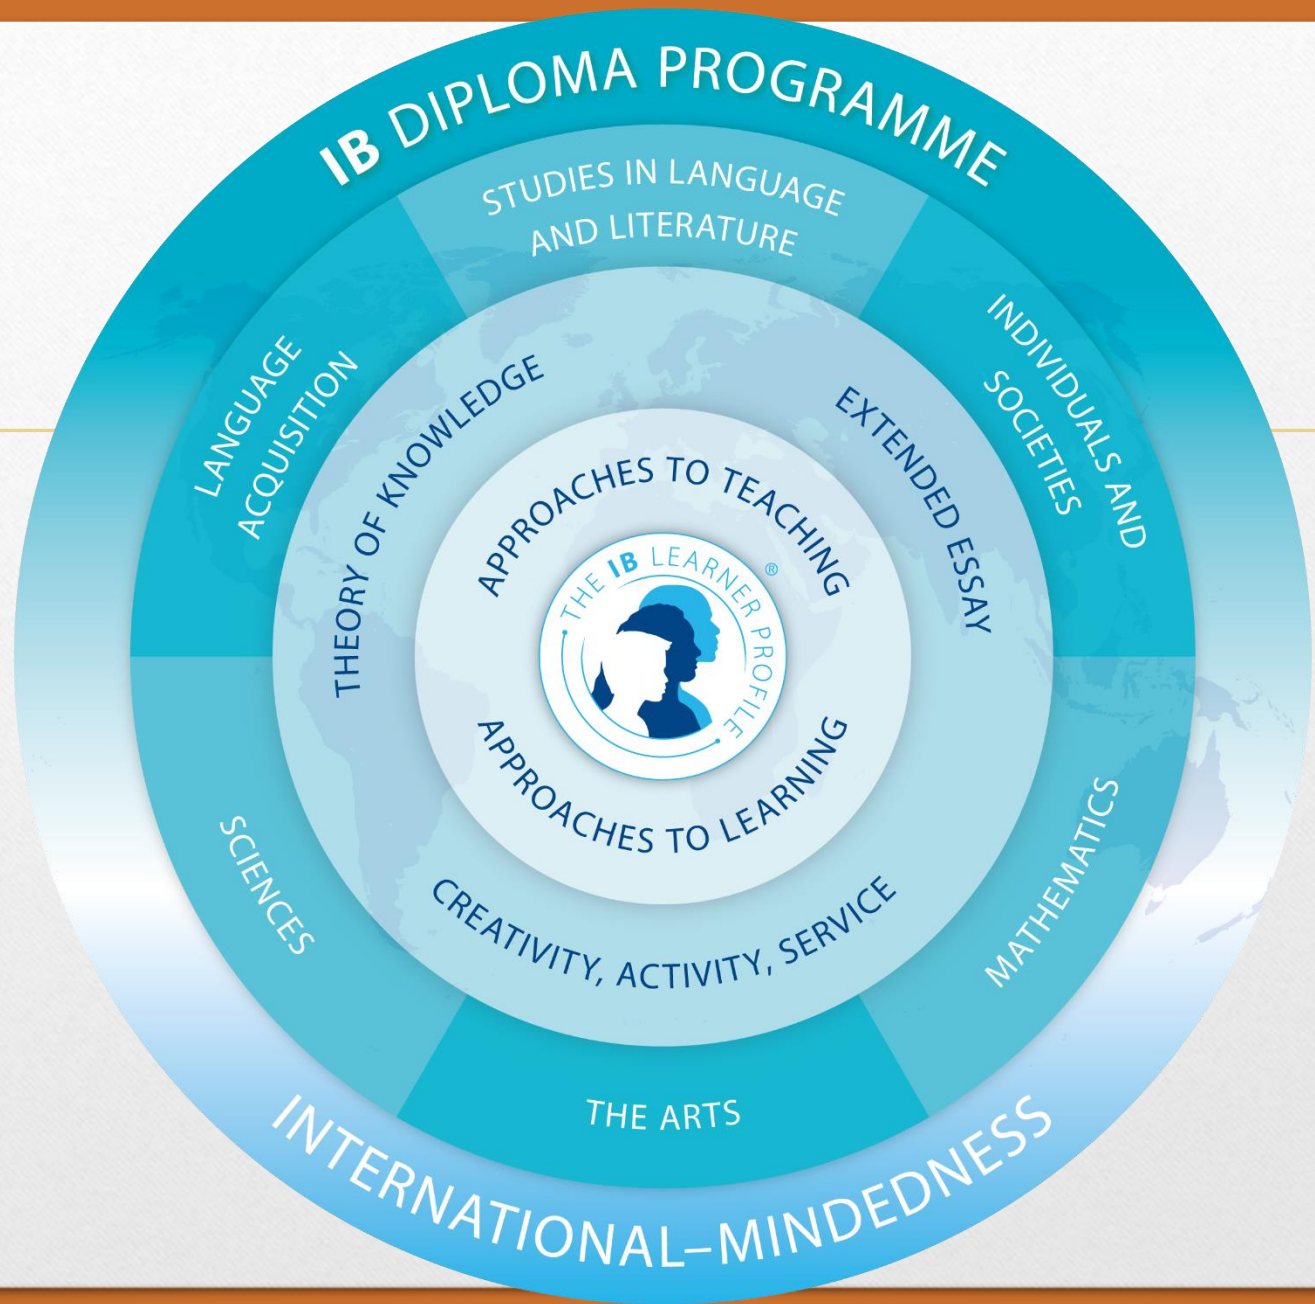 IB DIPLOMA PROGRAMME
STUDIES IN LANGUAGE
AND LITERATURE
LANGUAGE
ACQUISITION
INDIVIDUALS AND
SOCIETIES
THEORY OF KNOWLEDGE
EXTENDED ESSAY
APPROACHES TO TEACHING
THE IB LEARNER PROFILE
®
APPROACHES TO LEARNING
CREATIVITY, ACTIVITY, SERVICE
SCIENCES
MATHEMATICS
THE ARTS
INTERNATIONAL–MINDEDNESS